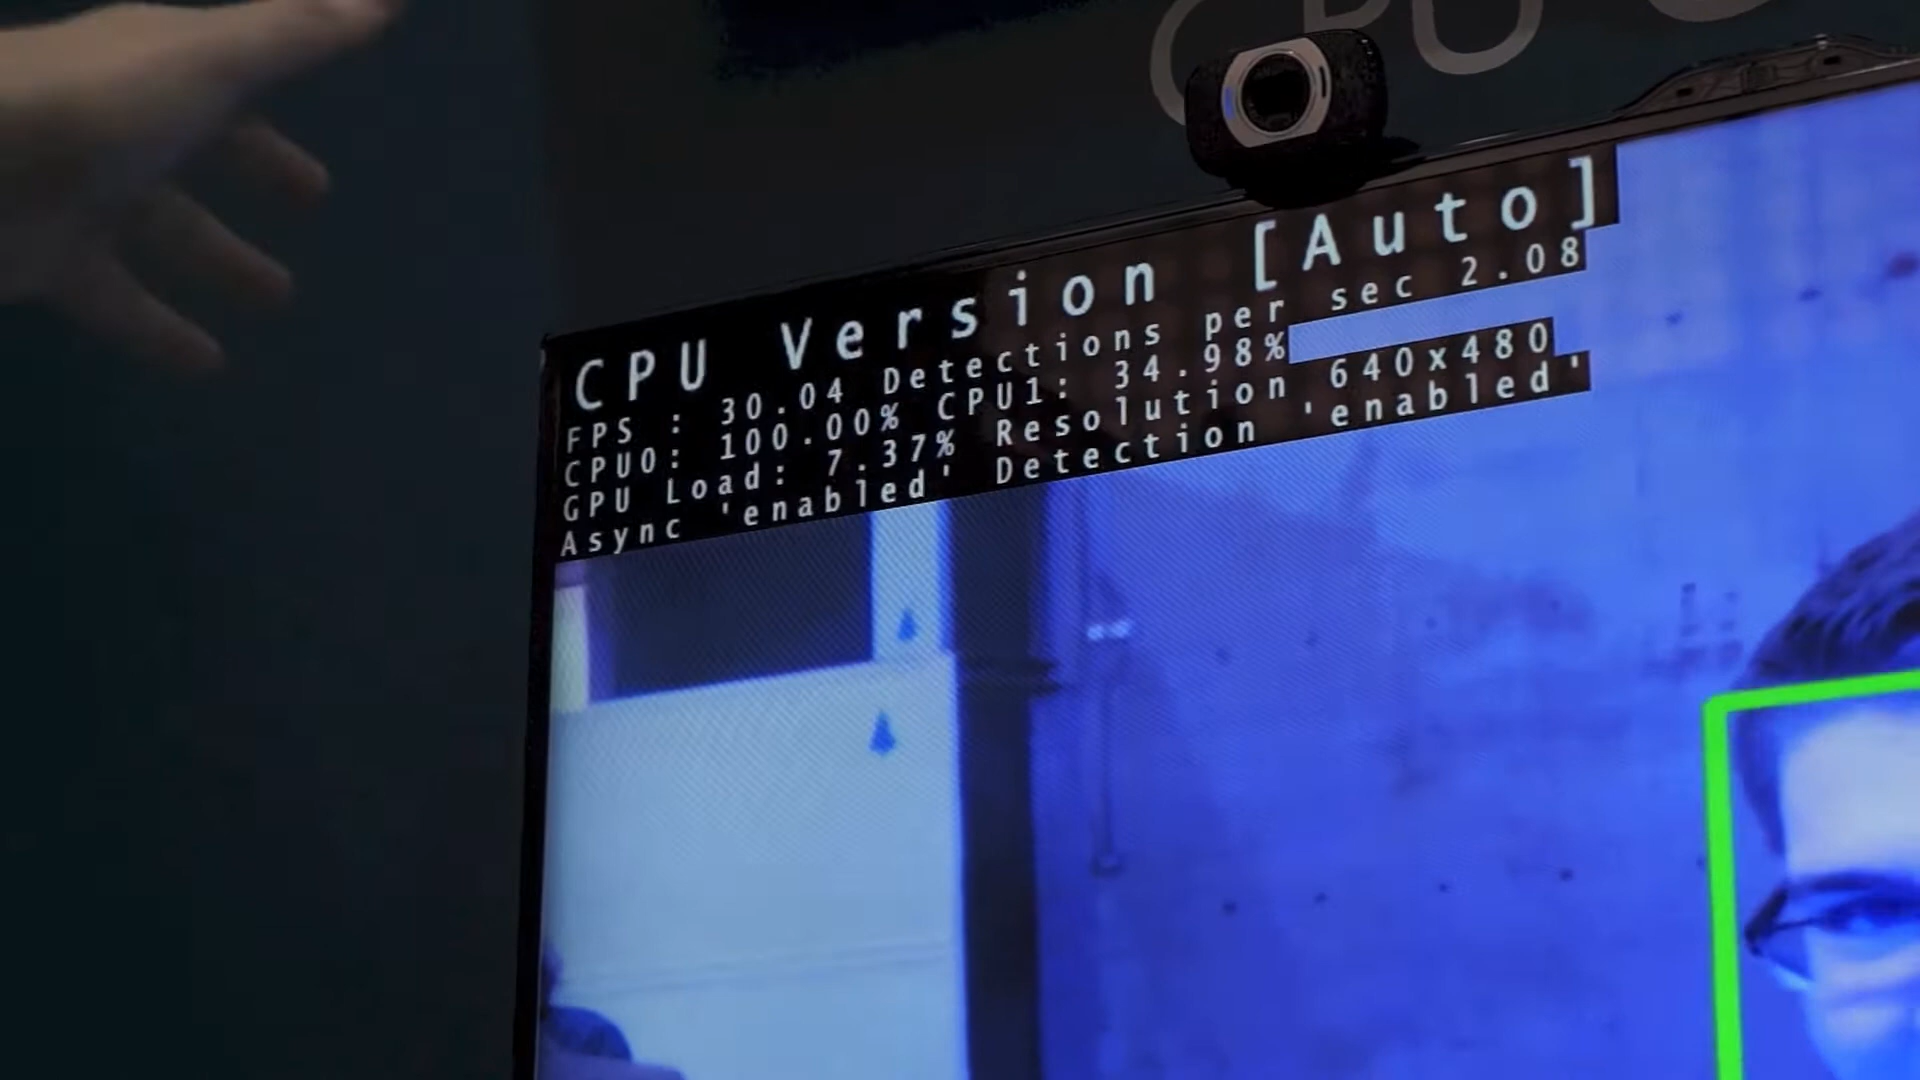 CPU
CPU Version [Auto]
FPS : 30.04 Detections per sec 2.08
CPU0: 100.00% CPU1: 34.98%
GPU Load: 7.37% Resolution 640x480
Async 'enabled' Detection 'enabled'